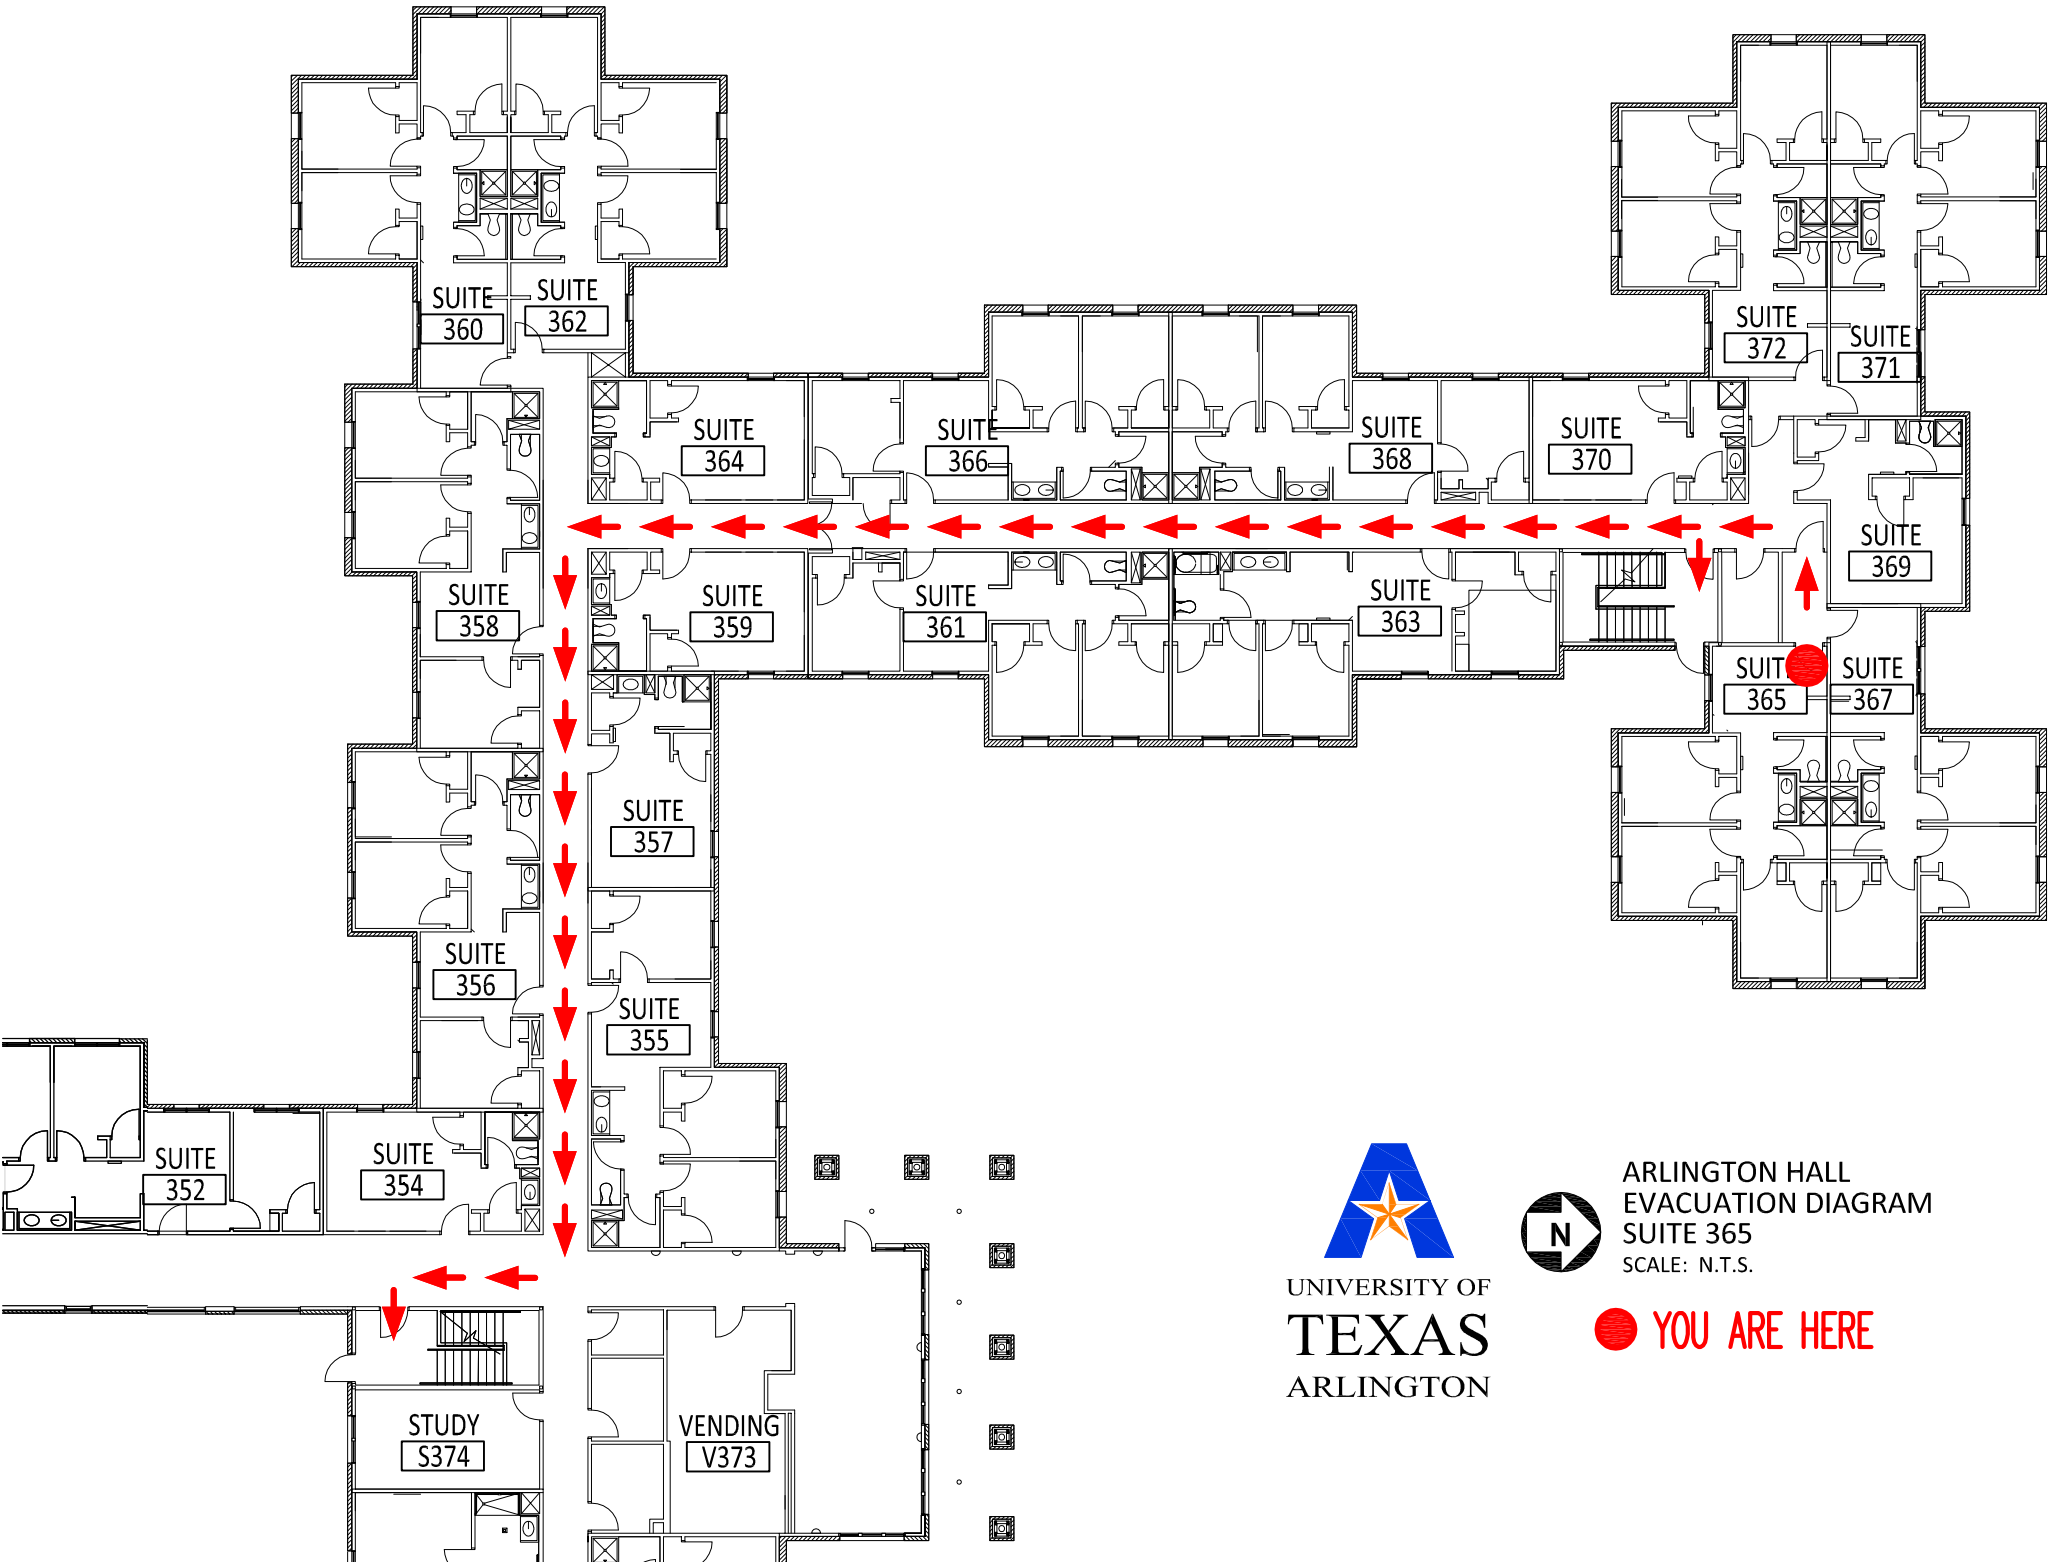 SUITE
360
SUITE
362
SUITE
372
SUITE
371
SUITE
364
SUITE
366
SUITE
368
SUITE
370
SUITE
369
SUITE
358
SUITE
359
SUITE
361
SUITE
363
SUITE
365
SUITE
367
SUITE
357
SUITE
356
SUITE
355
SUITE
352
SUITE
354
STUDY
S374
VENDING
V373
UNIVERSITY OF
TEXAS
ARLINGTON
N
ARLINGTON HALL
EVACUATION DIAGRAM
SUITE 365
SCALE: N.T.S.
YOU ARE HERE